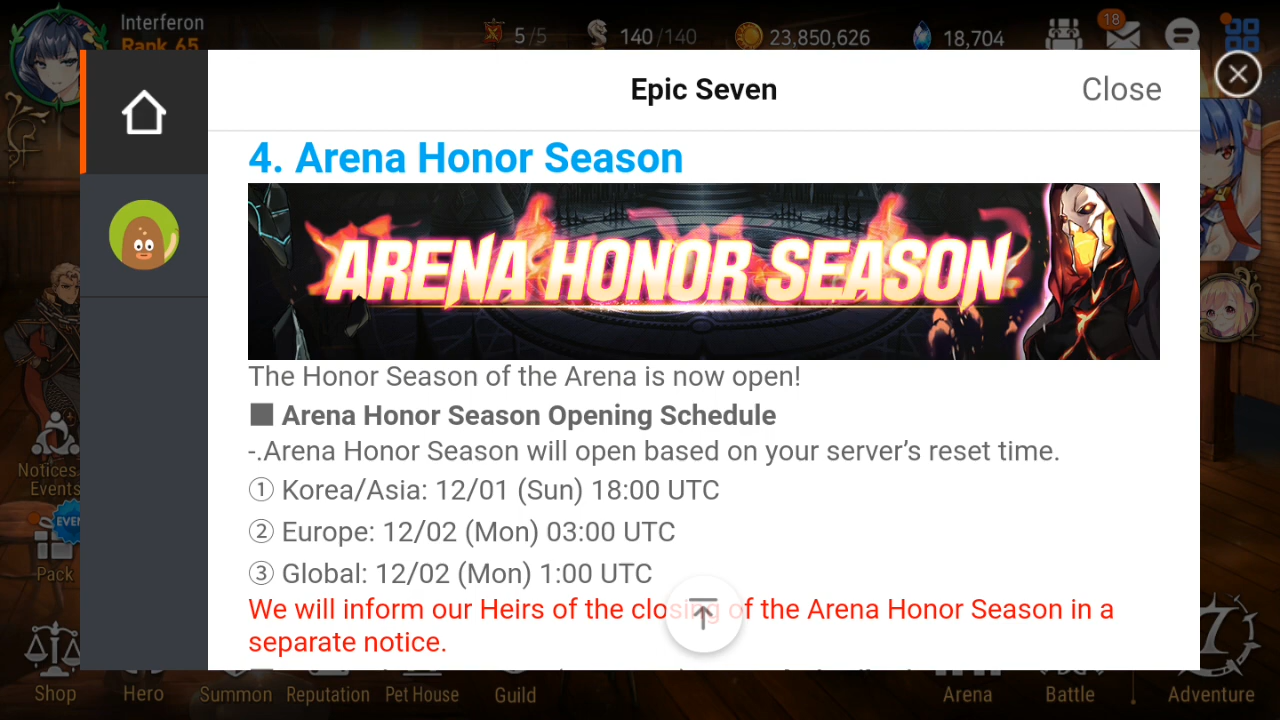 Interferon
Rank 65
5/5
140/140
23,850,626
18,704
18
Epic Seven
Close
4. Arena Honor Season
ARENA HONOR SEASON
The Honor Season of the Arena is now open!
■ Arena Honor Season Opening Schedule
-.Arena Honor Season will open based on your server’s reset time.
① Korea/Asia: 12/01 (Sun) 18:00 UTC
② Europe: 12/02 (Mon) 03:00 UTC
③ Global: 12/02 (Mon) 1:00 UTC
We will inform our Heirs of the closing of the Arena Honor Season in a
separate notice.
Notices
Events
EVEN
Pack
Shop
Hero
Summon
Reputation
Pet House
Guild
Arena
Battle
Adventure